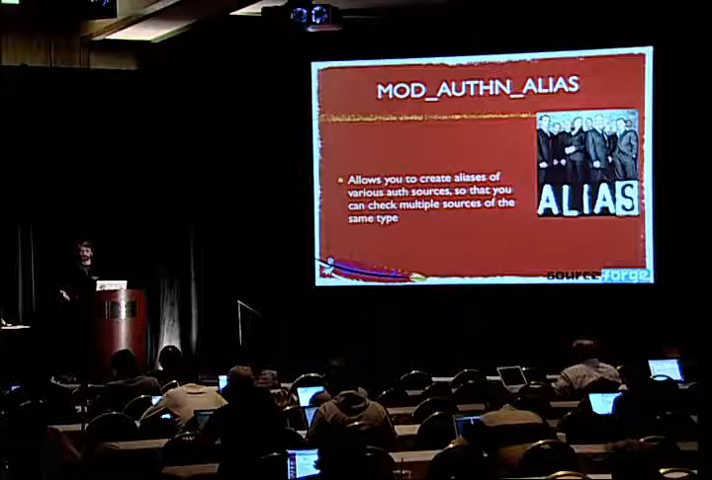 MOD_AUTHN_ALIAS
• Allows you to create aliases of
various auth sources, so that you
can check multiple sources of the
same type
ALIAS
sourceforge